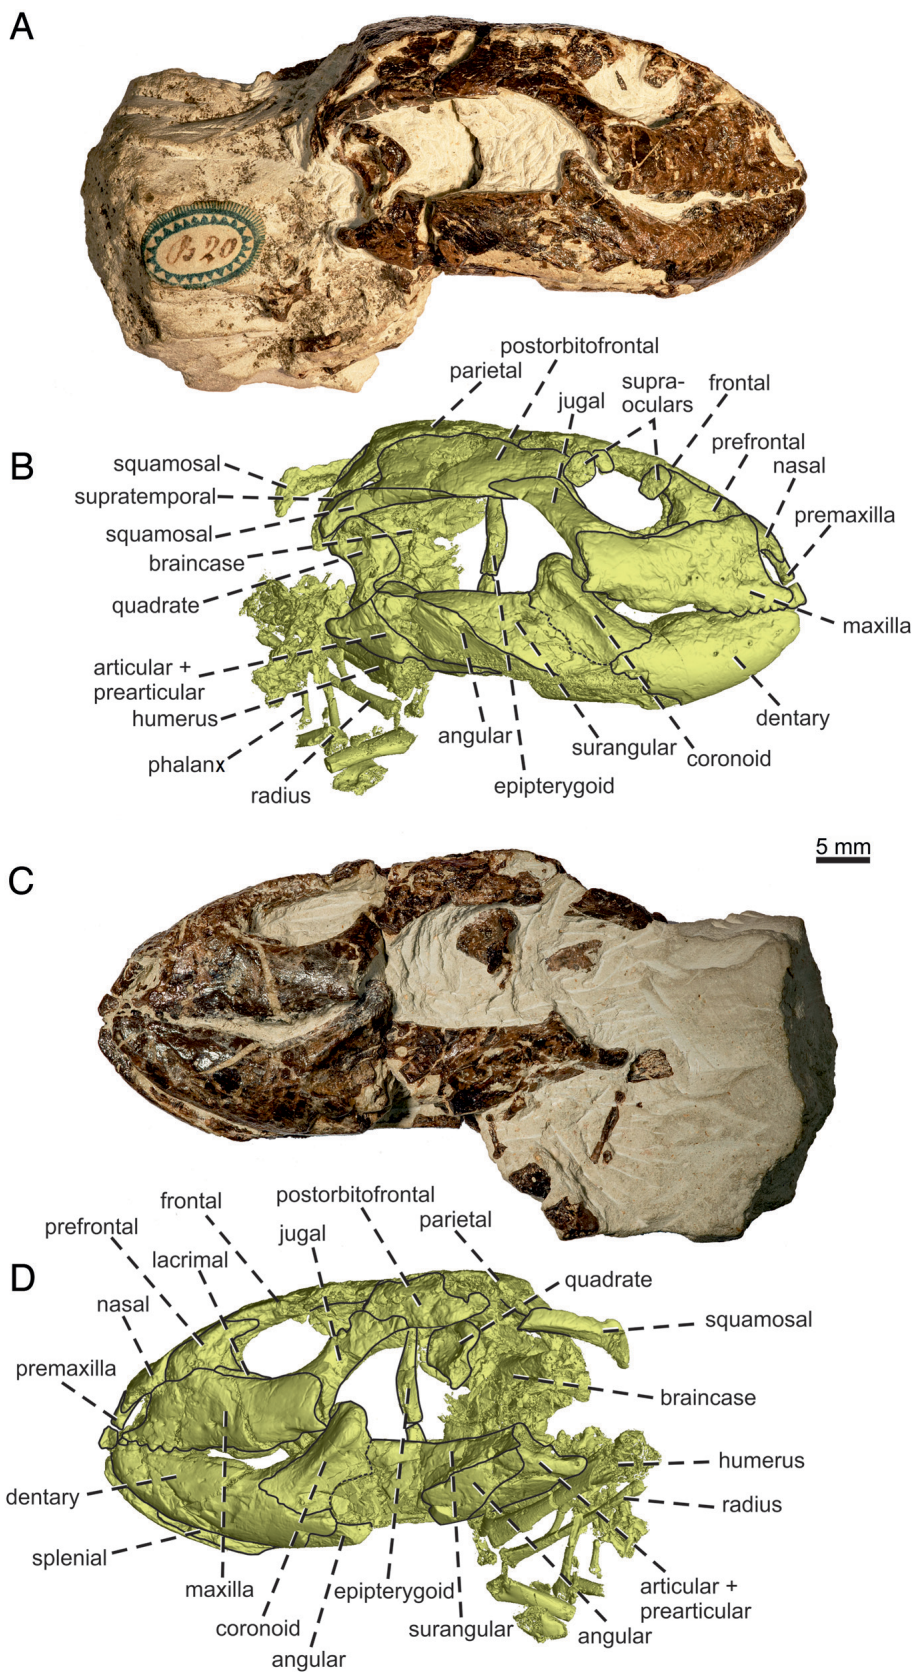 A
B 20
postorbitofrontal
parietal
supra-
oculars
frontal
jugal
B
prefrontal
squamosal
nasal
supratemporal
premaxilla
squamosal
braincase
quadrate
maxilla
articular +
prearticular
humerus
dentary
angular
surangular
phalanx
coronoid
epipterygoid
radius
5 mm
C
postorbitofrontal
frontal
parietal
prefrontal
jugal
lacrimal
D
quadrate
nasal
squamosal
premaxilla
braincase
humerus
dentary
radius
splenial
maxilla
epipterygoid
articular +
prearticular
coronoid
surangular
angular
angular